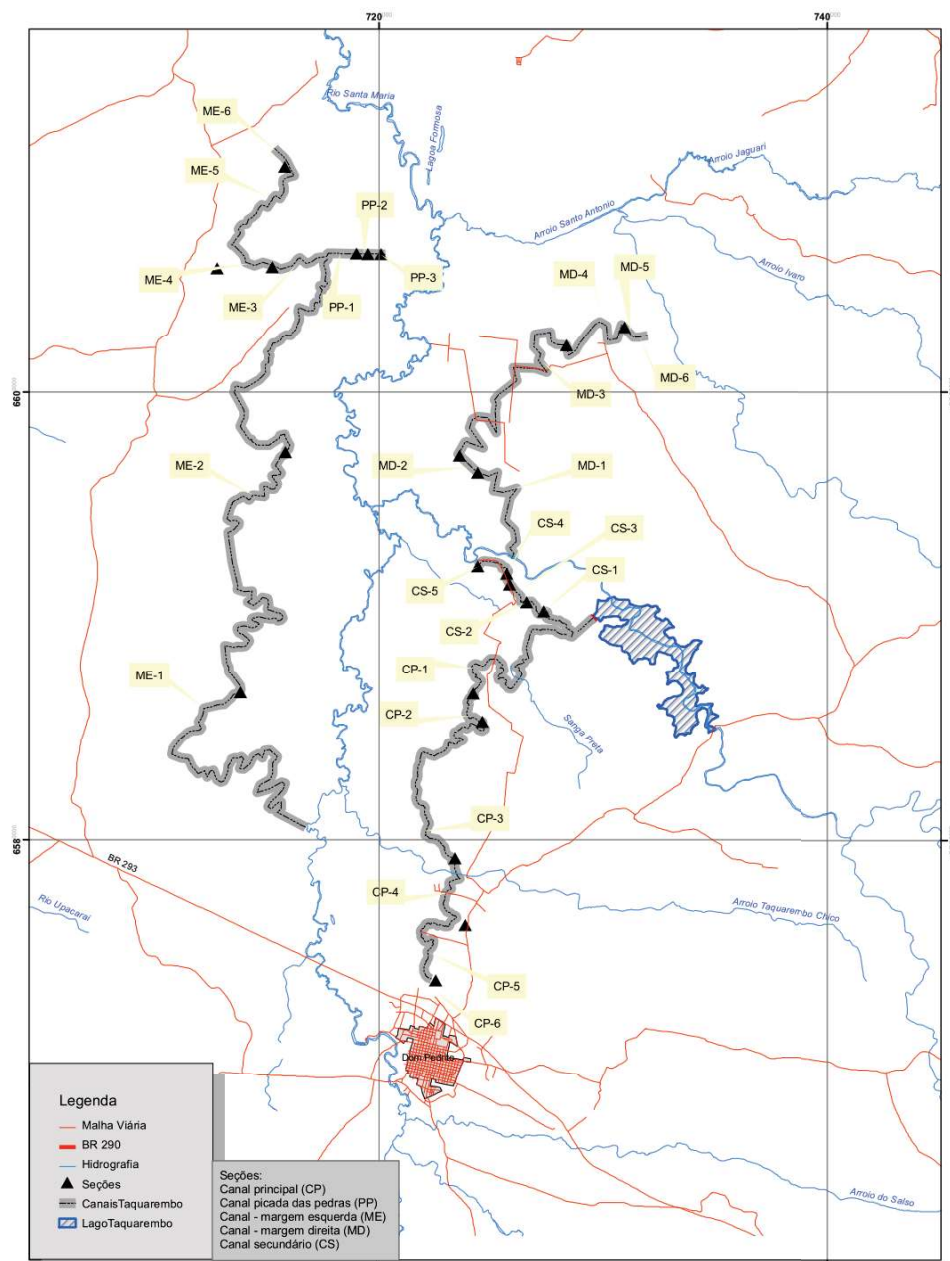 720000
740000
Rio Santa Maria
ME-6
Lagoa Formosa
Arroio Jaguari
ME-5
PP-2
Arroio Santo Antonio
MD-5
MD-4
Arroio Ivaro
ME-4
PP-3
ME-3
PP-1
MD-6
660
MD-3
ME-2
MD-2
MD-1
CS-4
CS-3
CS-1
CS-5
CS-2
CP-1
ME-1
CP-2
Sanga Preta
CP-3
658
BR 293
CP-4
Rio Upacarai
Arroio Taquarembo Chico
CP-5
CP-6
Dom Pedrito
Legenda
Malha Viária
BR 290
Hidrografia
Seções
CanaisTaquarembo
LagoTaquarembo
Seções:
Canal principal (CP)
Canal picada das pedras (PP)
Canal - margem esquerda (ME)
Canal - margem direita (MD)
Canal secundário (CS)
Arroio do Salso